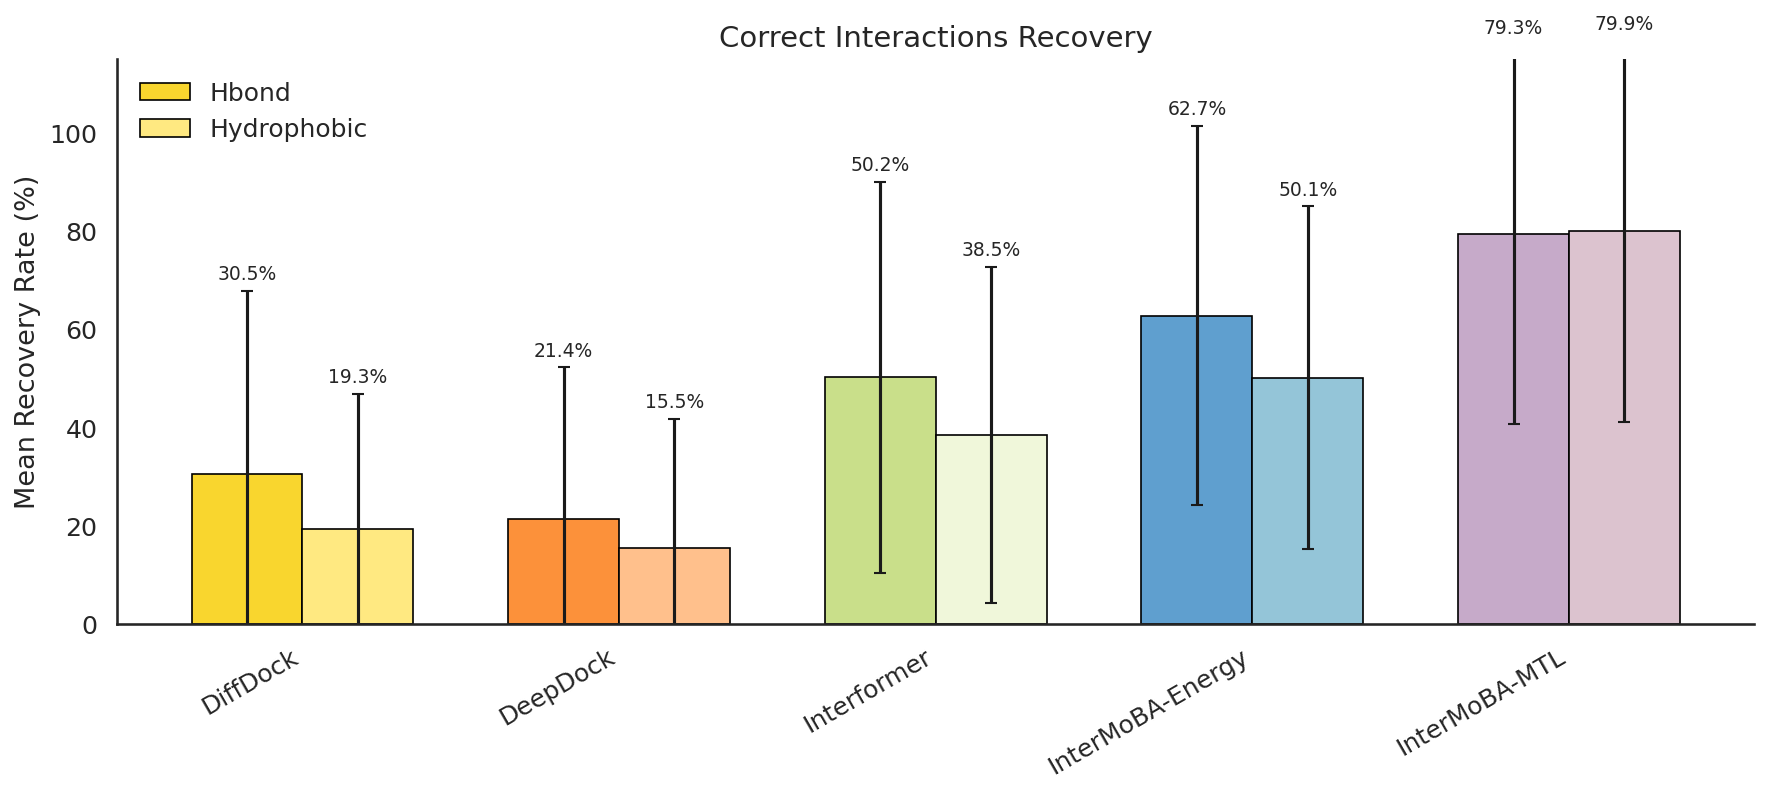 Correct Interactions Recovery
Hbond
Hydrophobic
Mean Recovery Rate (%)
100
80
60
40
20
0
30.5%
19.3%
21.4%
15.5%
50.2%
38.5%
62.7%
50.1%
79.3%
79.9%
DiffDock
DeepDock
Interformer
InterMoBA-Energy
InterMoBA-MTL